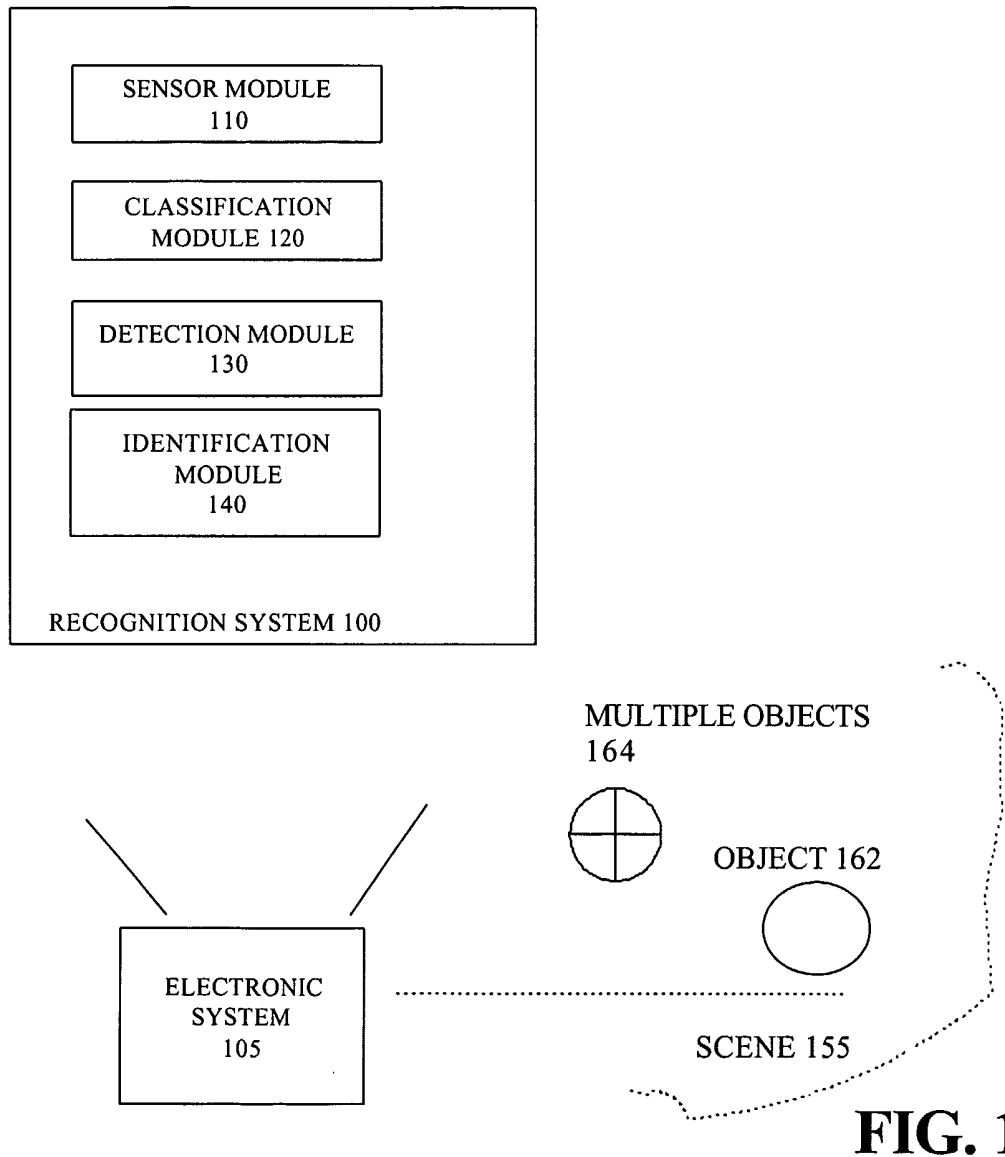 SENSOR MODULE
110
CLASSIFICATION
MODULE 120
DETECTION MODULE
130
IDENTIFICATION
MODULE
140
RECOGNITION SYSTEM 100
MULTIPLE OBJECTS
164
OBJECT 162
ELECTRONIC
SYSTEM
105
SCENE 155
FIG. 1